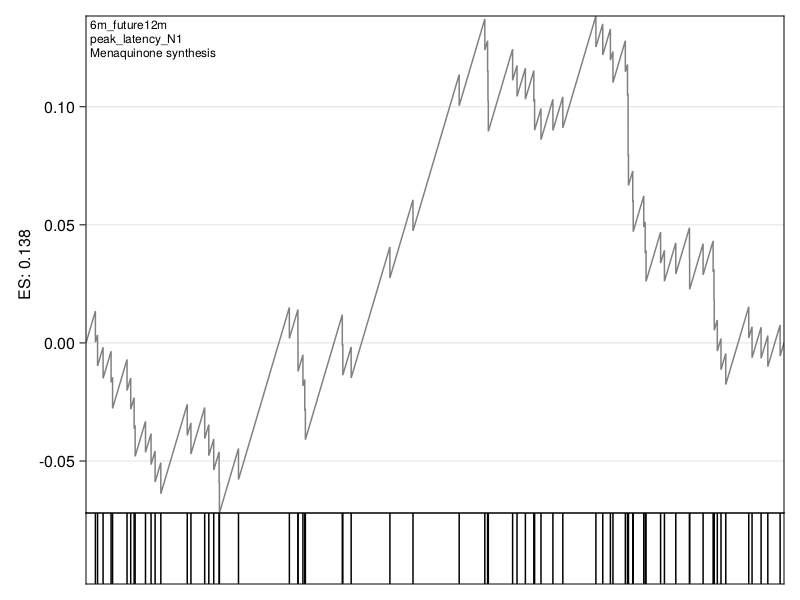 6m_future12m
peak_latency_N1
Menaquinone synthesis
0.10
0.05
0.00
-0.05
ES: 0.138